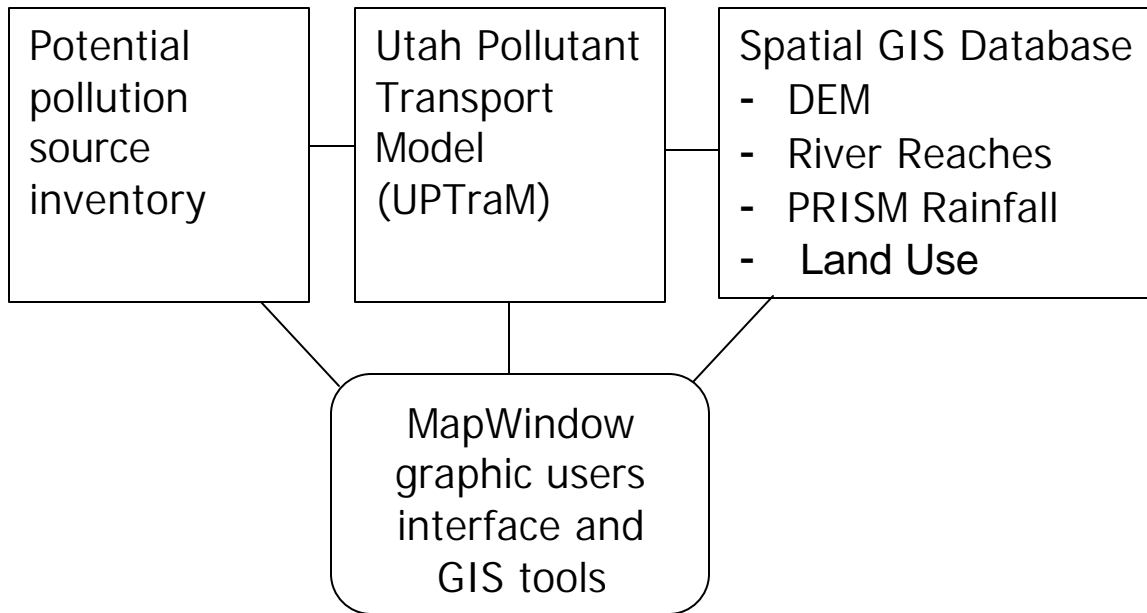 Potential
pollution
source
inventory
Utah Pollutant
Transport
Model
(UPTraM)
Spatial GIS Database
- DEM
- River Reaches
- PRISM Rainfall
- Land Use
MapWindow
graphic users
interface and
GIS tools